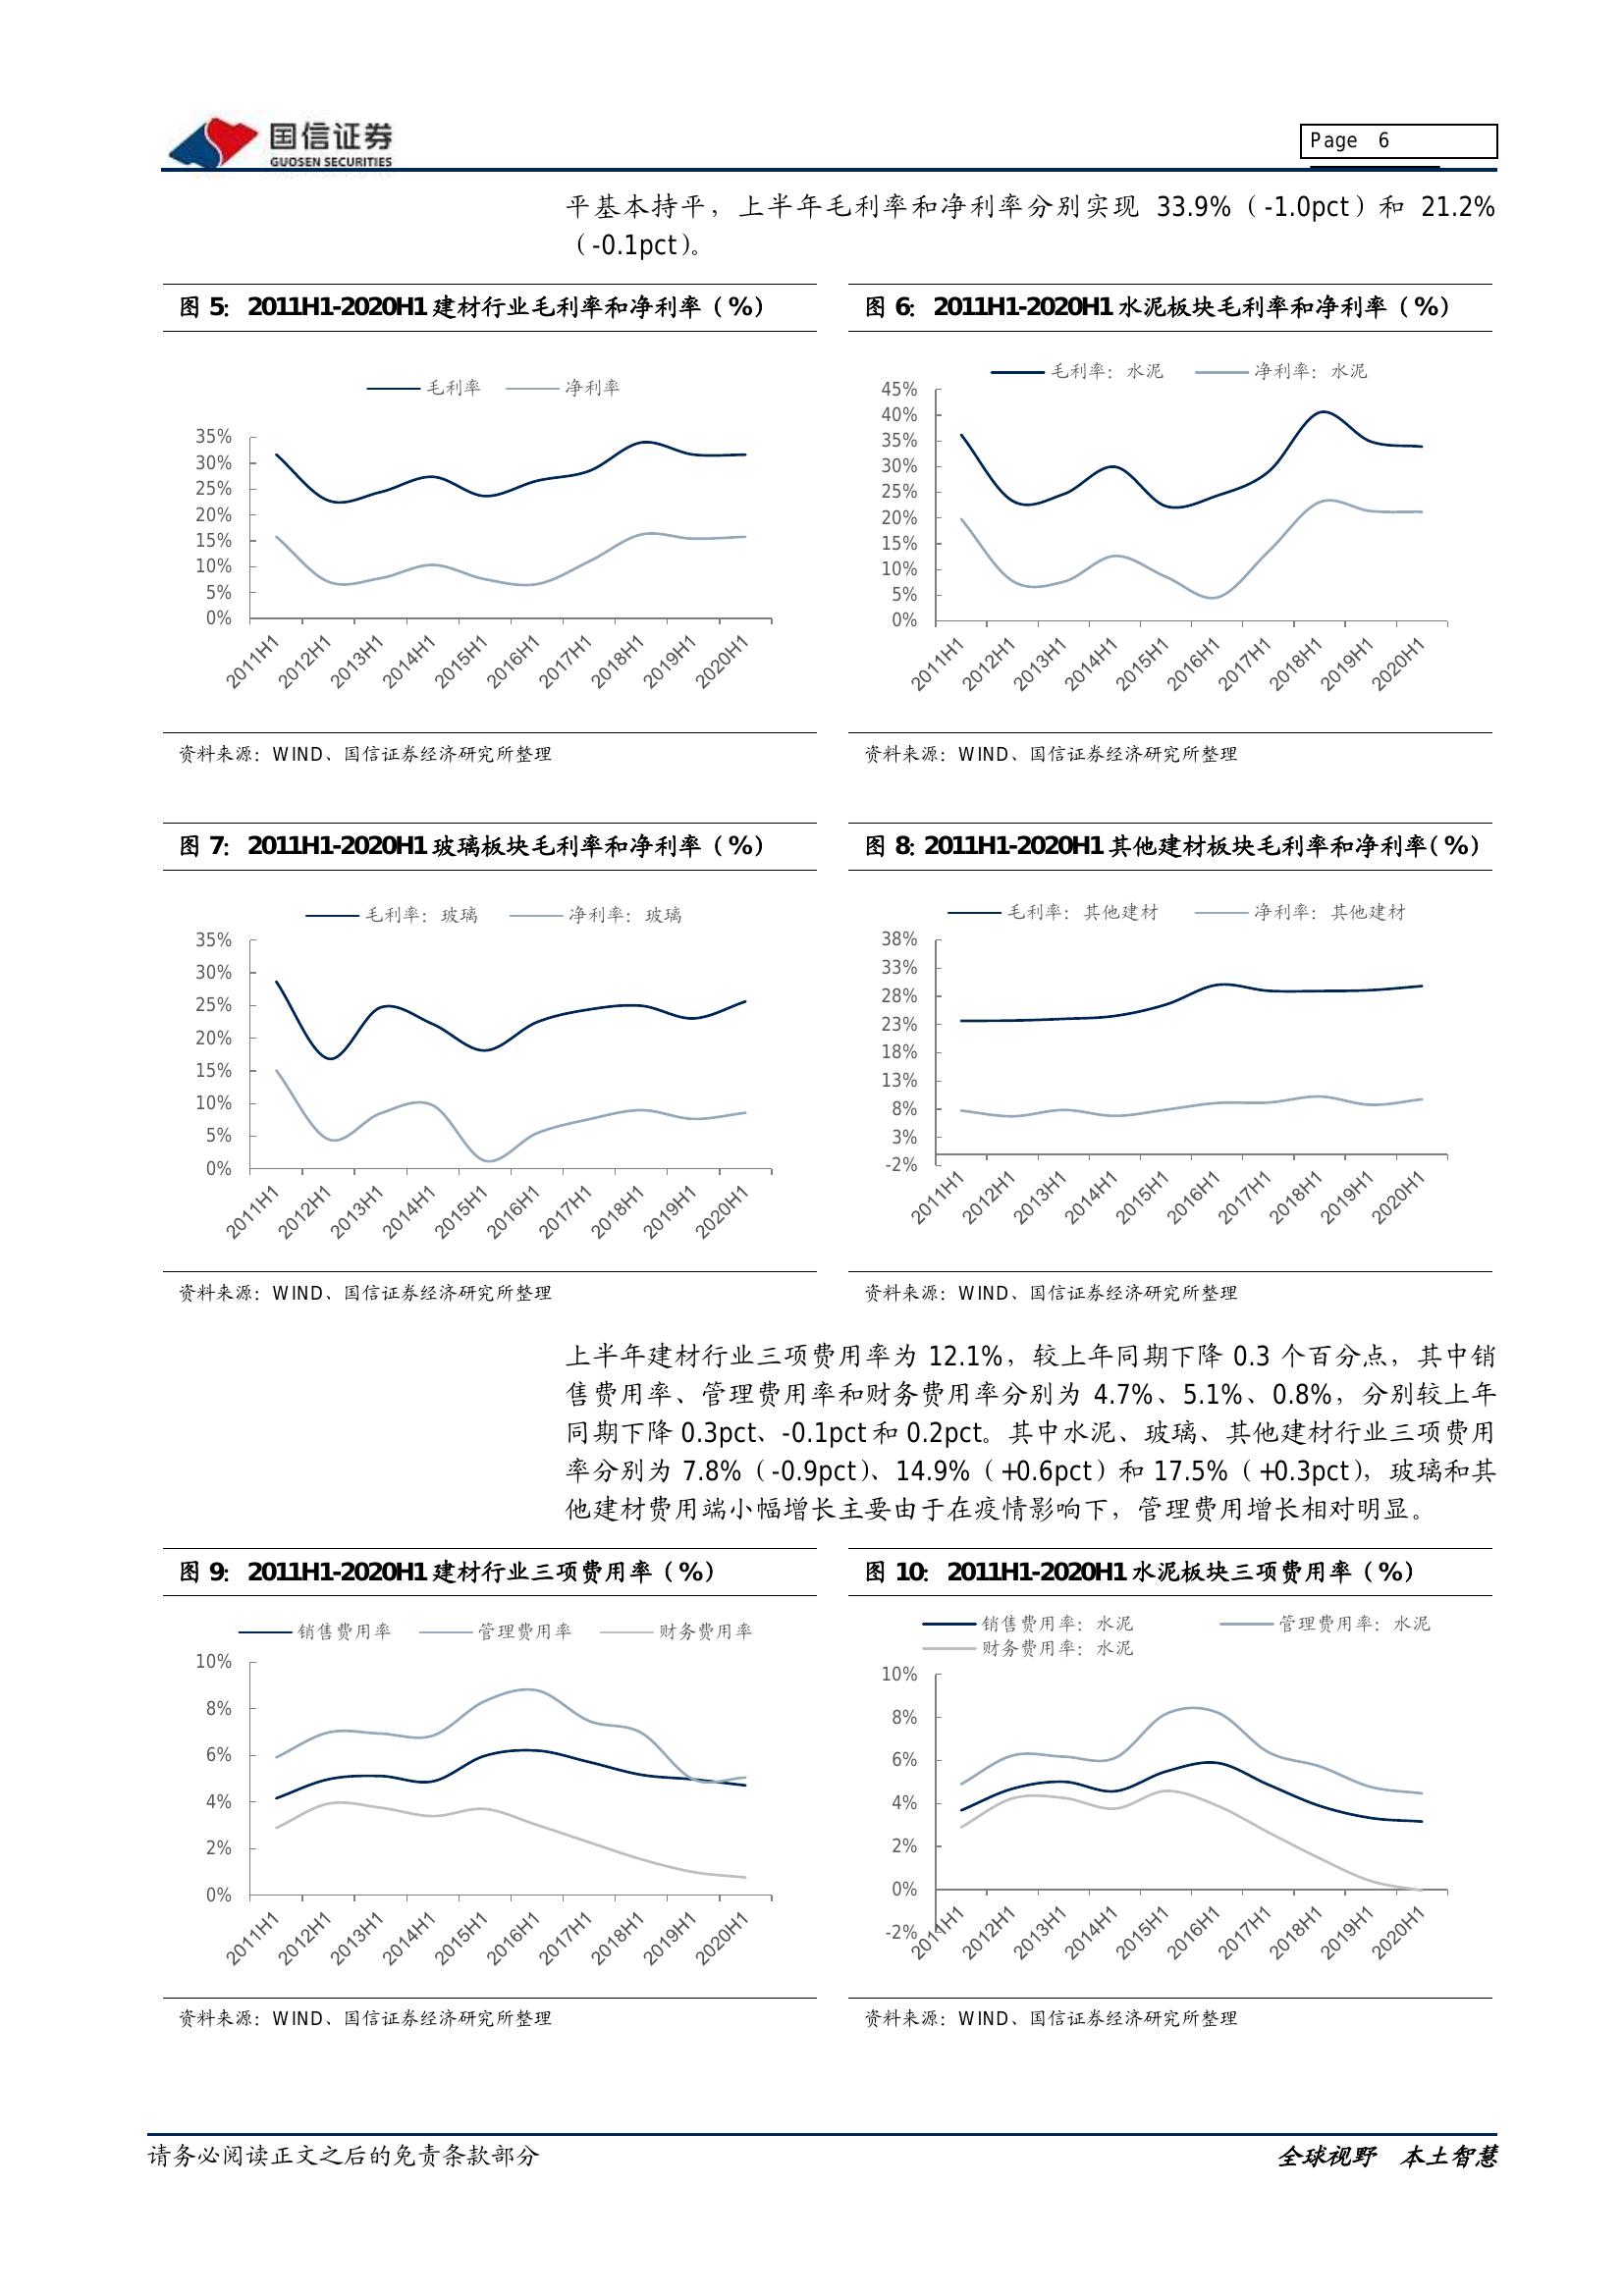 国信证券
GUOSEN SECURITIES
Page 6
平基本持平，上半年毛利率和净利率分别实现 33.9%（-1.0pct）和 21.2%
（-0.1pct）。
图 5： 2011H1-2020H1 建材行业毛利率和净利率（%）
毛利率 净利率
35%
30%
25%
20%
15%
10%
5%
0%
2011H1 2012H1 2013H1 2014H1 2015H1 2016H1 2017H1 2018H1 2019H1 2020H1
资料来源：WIND、国信证券经济研究所整理
图 6： 2011H1-2020H1 水泥板块毛利率和净利率（%）
毛利率：水泥 净利率：水泥
45%
40%
35%
30%
25%
20%
15%
10%
5%
0%
2011H1 2012H1 2013H1 2014H1 2015H1 2016H1 2017H1 2018H1 2019H1 2020H1
资料来源：WIND、国信证券经济研究所整理
图 7： 2011H1-2020H1 玻璃板块毛利率和净利率（%）
毛利率：玻璃 净利率：玻璃
35%
30%
25%
20%
15%
10%
5%
0%
2011H1 2012H1 2013H1 2014H1 2015H1 2016H1 2017H1 2018H1 2019H1 2020H1
资料来源：WIND、国信证券经济研究所整理
图 8：2011H1-2020H1 其他建材板块毛利率和净利率（%）
毛利率：其他建材 净利率：其他建材
38%
33%
28%
23%
18%
13%
8%
3%
-2%
2011H1 2012H1 2013H1 2014H1 2015H1 2016H1 2017H1 2018H1 2019H1 2020H1
资料来源：WIND、国信证券经济研究所整理
上半年建材行业三项费用率为 12.1%，较上年同期下降 0.3 个百分点，其中销
售费用率、管理费用率和财务费用率分别为 4.7%、5.1%、0.8%，分别较上年
同期下降 0.3pct、-0.1pct 和 0.2pct。其中水泥、玻璃、其他建材行业三项费用
率分别为 7.8%（-0.9pct）、14.9%（+0.6pct）和 17.5%（+0.3pct），玻璃和其
他建材费用端小幅增长主要由于在疫情影响下，管理费用增长相对明显。
图 9： 2011H1-2020H1 建材行业三项费用率（%）
销售费用率 管理费用率 财务费用率
10%
8%
6%
4%
2%
0%
2011H1 2012H1 2013H1 2014H1 2015H1 2016H1 2017H1 2018H1 2019H1 2020H1
资料来源：WIND、国信证券经济研究所整理
图 10： 2011H1-2020H1 水泥板块三项费用率（%）
销售费用率：水泥 管理费用率：水泥
财务费用率：水泥
10%
8%
6%
4%
2%
0%
-2%
2011H1 2012H1 2013H1 2014H1 2015H1 2016H1 2017H1 2018H1 2019H1 2020H1
资料来源：WIND、国信证券经济研究所整理
请务必阅读正文之后的免责条款部分
全球视野 本土智慧